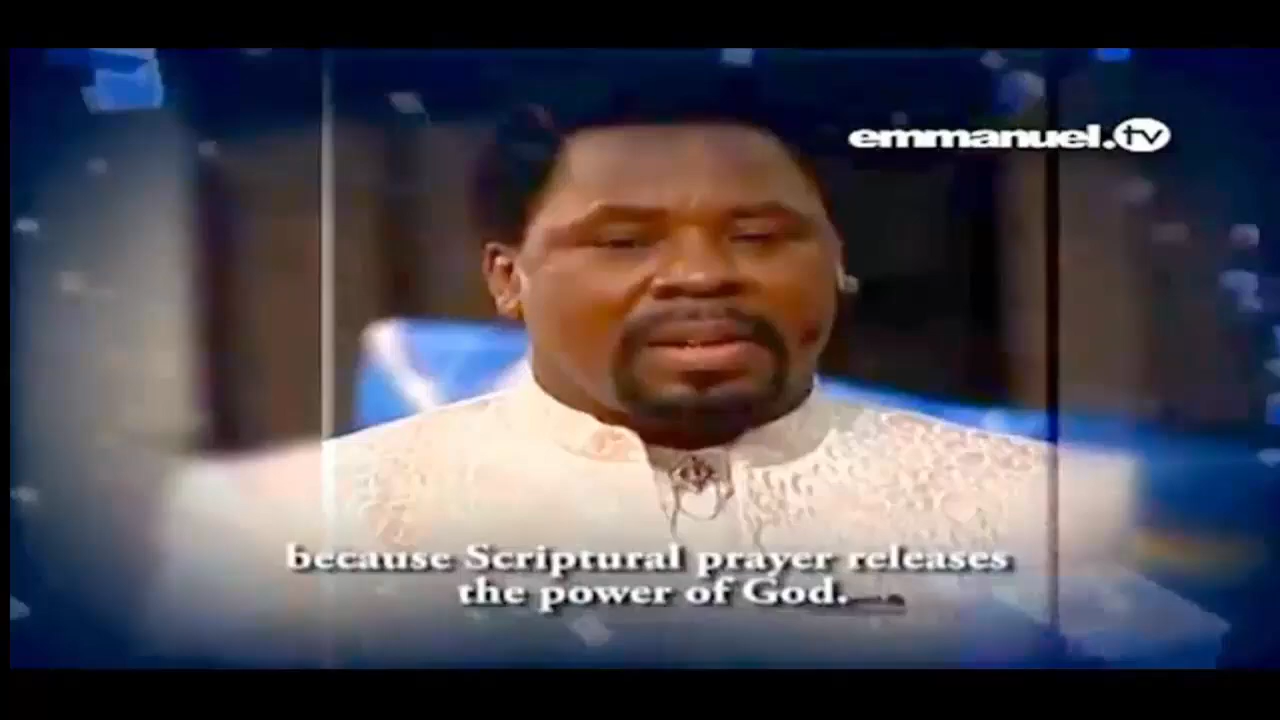 emmanuel.tv
because Scriptural prayer releases
the power of God.